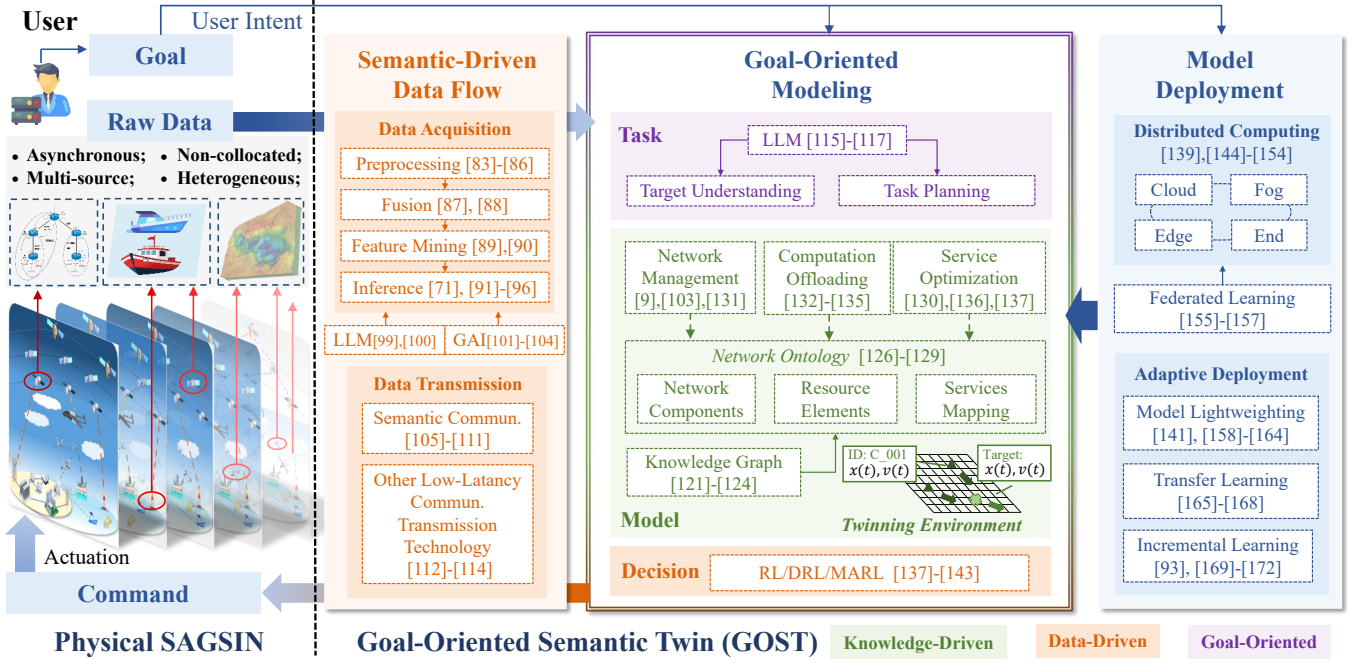 User
User Intent
Goal
Raw Data
• Asynchronous; • Non-collocated;
• Multi-source; • Heterogeneous;
Actuation
Command
Physical SAGSIN
Semantic-Driven
Data Flow
Data Acquisition
Preprocessing [83]-[86]
Fusion [87], [88]
Feature Mining [89],[90]
Inference [71], [91]-[96]
LLM[99],[100]
GAI[101]-[104]
Data Transmission
Semantic Commun.
[105]-[111]
Other Low-Latancy
Commun.
Transmission
Technology
[112]-[114]
Goal-Oriented
Modeling
Task
LLM [115]-[117]
Target Understanding
Task Planning
Network
Management
[9],[103],[131]
Computation
Offloading
[132]-[135]
Service
Optimization
[130],[136],[137]
Network Ontology [126]-[129]
Network
Components
Resource
Elements
Services
Mapping
Knowledge Graph
[121]-[124]
ID: C_001
x(t), v(t)
Target:
x(t), v(t)
Twinning Environment
Model
Decision
RL/DRL/MARL [137]-[143]
Model
Deployment
Distributed Computing
[139],[144]-[154]
Cloud
Fog
Edge
End
Federated Learning
[155]-[157]
Adaptive Deployment
Model Lightweighting
[141], [158]-[164]
Transfer Learning
[165]-[168]
Incremental Learning
[93], [169]-[172]
Goal-Oriented Semantic Twin (GOST)
Knowledge-Driven
Data-Driven
Goal-Oriented